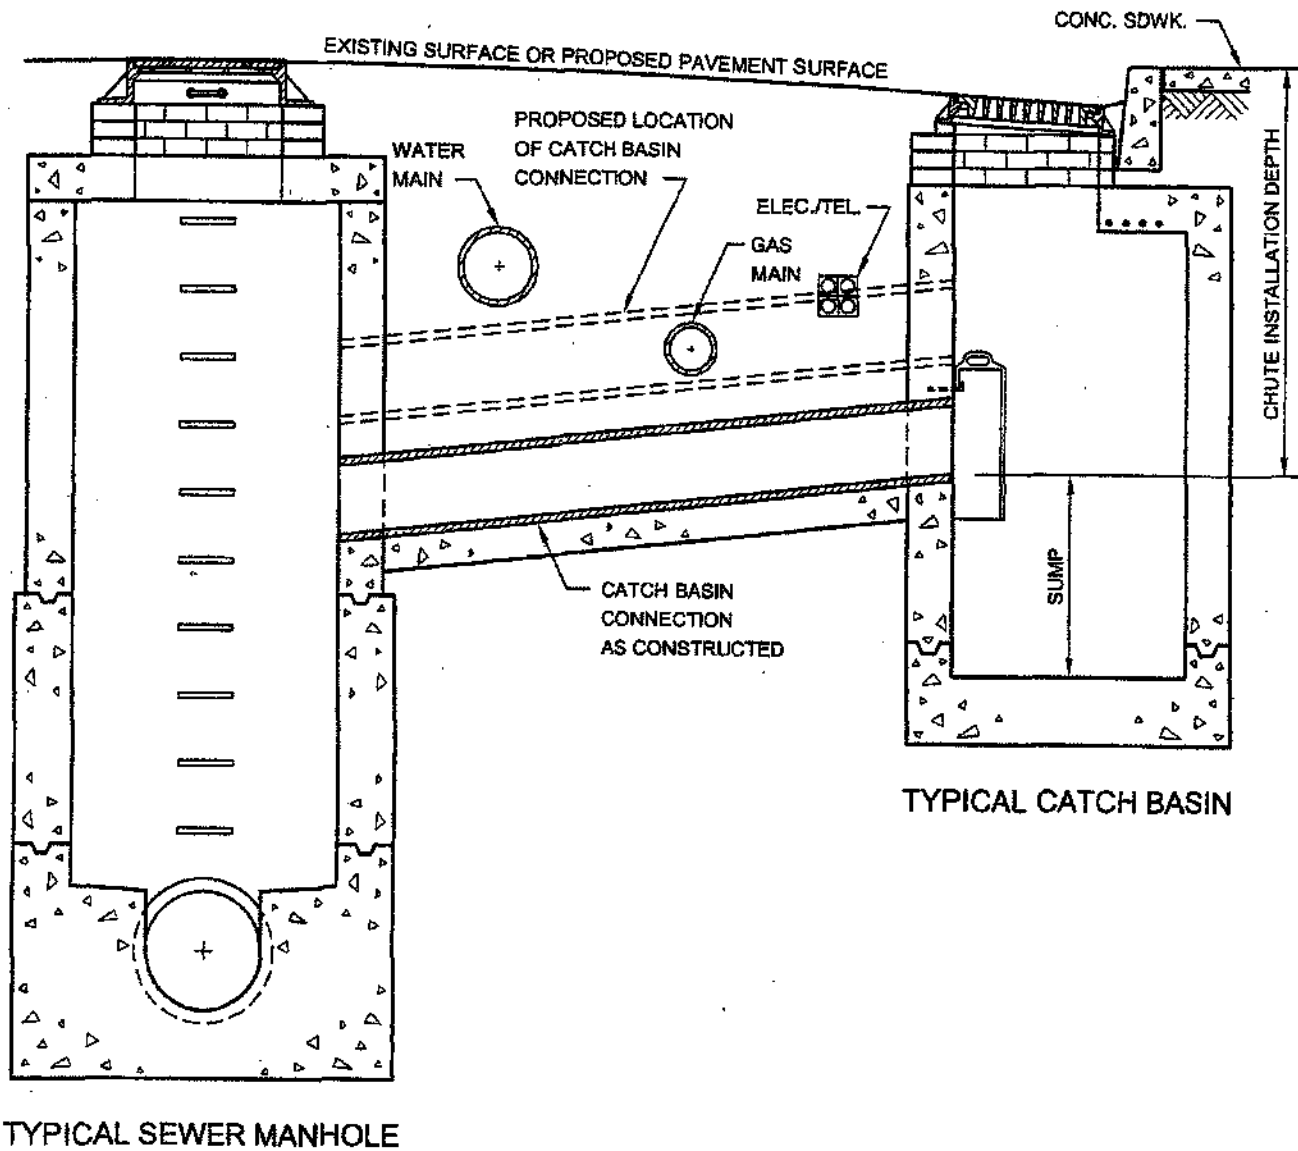 CONC. SDWK.
EXISTING SURFACE OR PROPOSED PAVEMENT SURFACE
PROPOSED LOCATION
OF CATCH BASIN
CONNECTION
WATER
MAIN
ELEC./TEL.
GAS
MAIN
CHUTE INSTALLATION DEPTH
SUMP
CATCH BASIN
CONNECTION
AS CONSTRUCTED
TYPICAL CATCH BASIN
TYPICAL SEWER MANHOLE